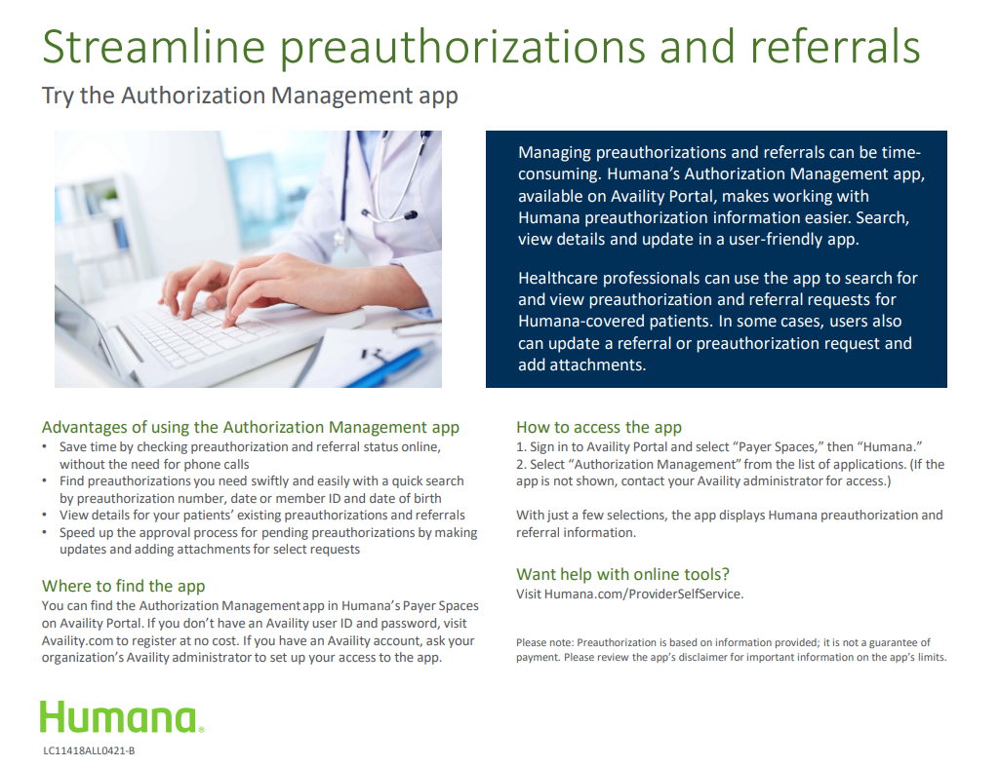 Streamline preauthorizations and referrals
Try the Authorization Management app
Managing preauthorizations and referrals can be time-
consuming. Humana's Authorization Management app,
available on Availity Portal, makes working with
Humana preauthorization information easier. Search,
view details and update in a user-friendly app.
Healthcare professionals can use the app to search for
and view preauthorization and referral requests for
Humana-covered patients. In some cases, users also
can update a referral or preauthorization request and
add attachments.
Advantages of using the Authorization Management app
• Save time by checking preauthorization and referral status online,
without the need for phone calls
• Find preauthorizations you need swiftly and easily with a quick search
by preauthorization number, date or member ID and date of birth
• View details for your patients' existing preauthorizations and referrals
• Speed up the approval process for pending preauthorizations by making
updates and adding attachments for select requests
Where to find the app
You can find the Authorization Management app in Humana's Payer Spaces
on Availity Portal. If you don't have an Availity user ID and password, visit
Availity.com to register at no cost. If you have an Availity account, ask your
organization's Availity administrator to set up your access to the app.
How to access the app
1. Sign in to Availity Portal and select "Payer Spaces," then "Humana."
2. Select "Authorization Management" from the list of applications. (If the
app is not shown, contact your Availity administrator for access.)
With just a few selections, the app displays Humana preauthorization and
referral information.
Want help with online tools?
Visit Humana.com/ProviderSelfService.
Please note: Preauthorization is based on information provided; it is not a guarantee of
payment. Please review the app's disclaimer for important information on the app's limits.
Humana®
LC11418ALL0421-B